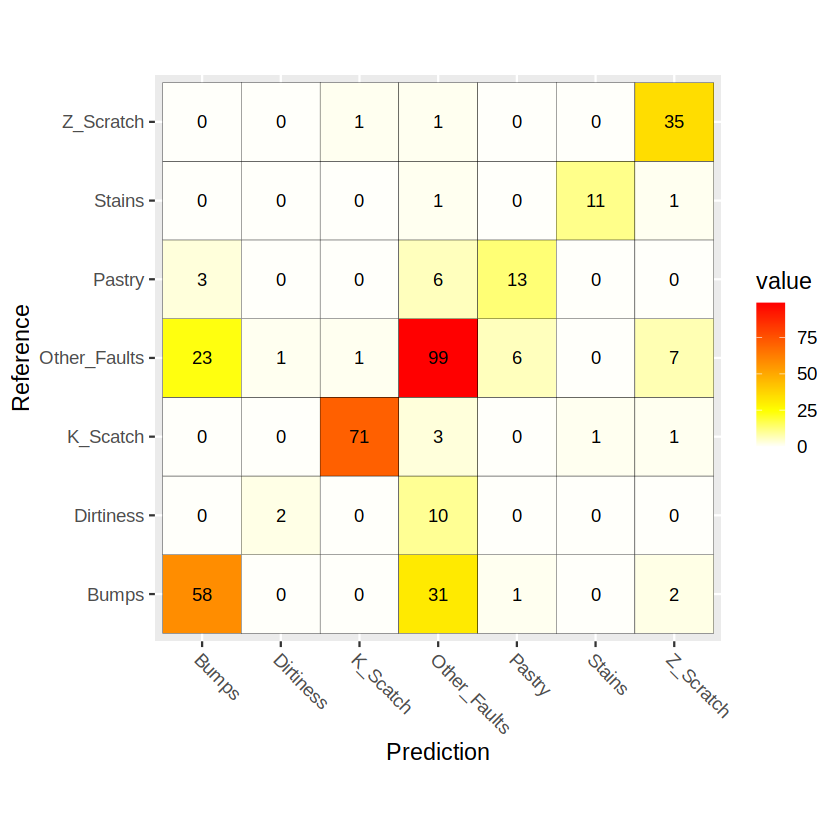 Z_Scratch 0 0 1 1 0 0 35
Stains 0 0 0 1 0 11 1
Pastry 3 0 0 6 13 0 0
Other_Faults 23 1 1 99 6 0 7
K_Scatch 0 0 71 3 0 1 1
Dirtiness 0 2 0 10 0 0 0
Bumps 58 0 0 31 1 0 2
Bumps Dirtiness K_Scatch Other_Faults Pastry Stains Z_Scratch
Prediction
Reference
value
75
50
25
0